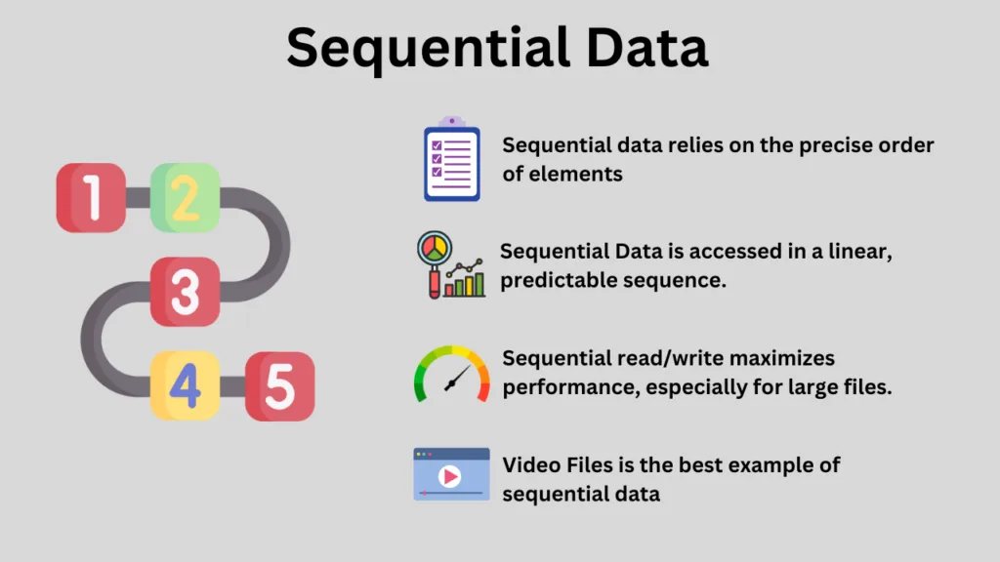 Sequential Data
1
2
3
4
5
Sequential data relies on the precise order
of elements
Sequential Data is accessed in a linear,
predictable sequence.
Sequential read/write maximizes
performance, especially for large files.
Video Files is the best example of
sequential data